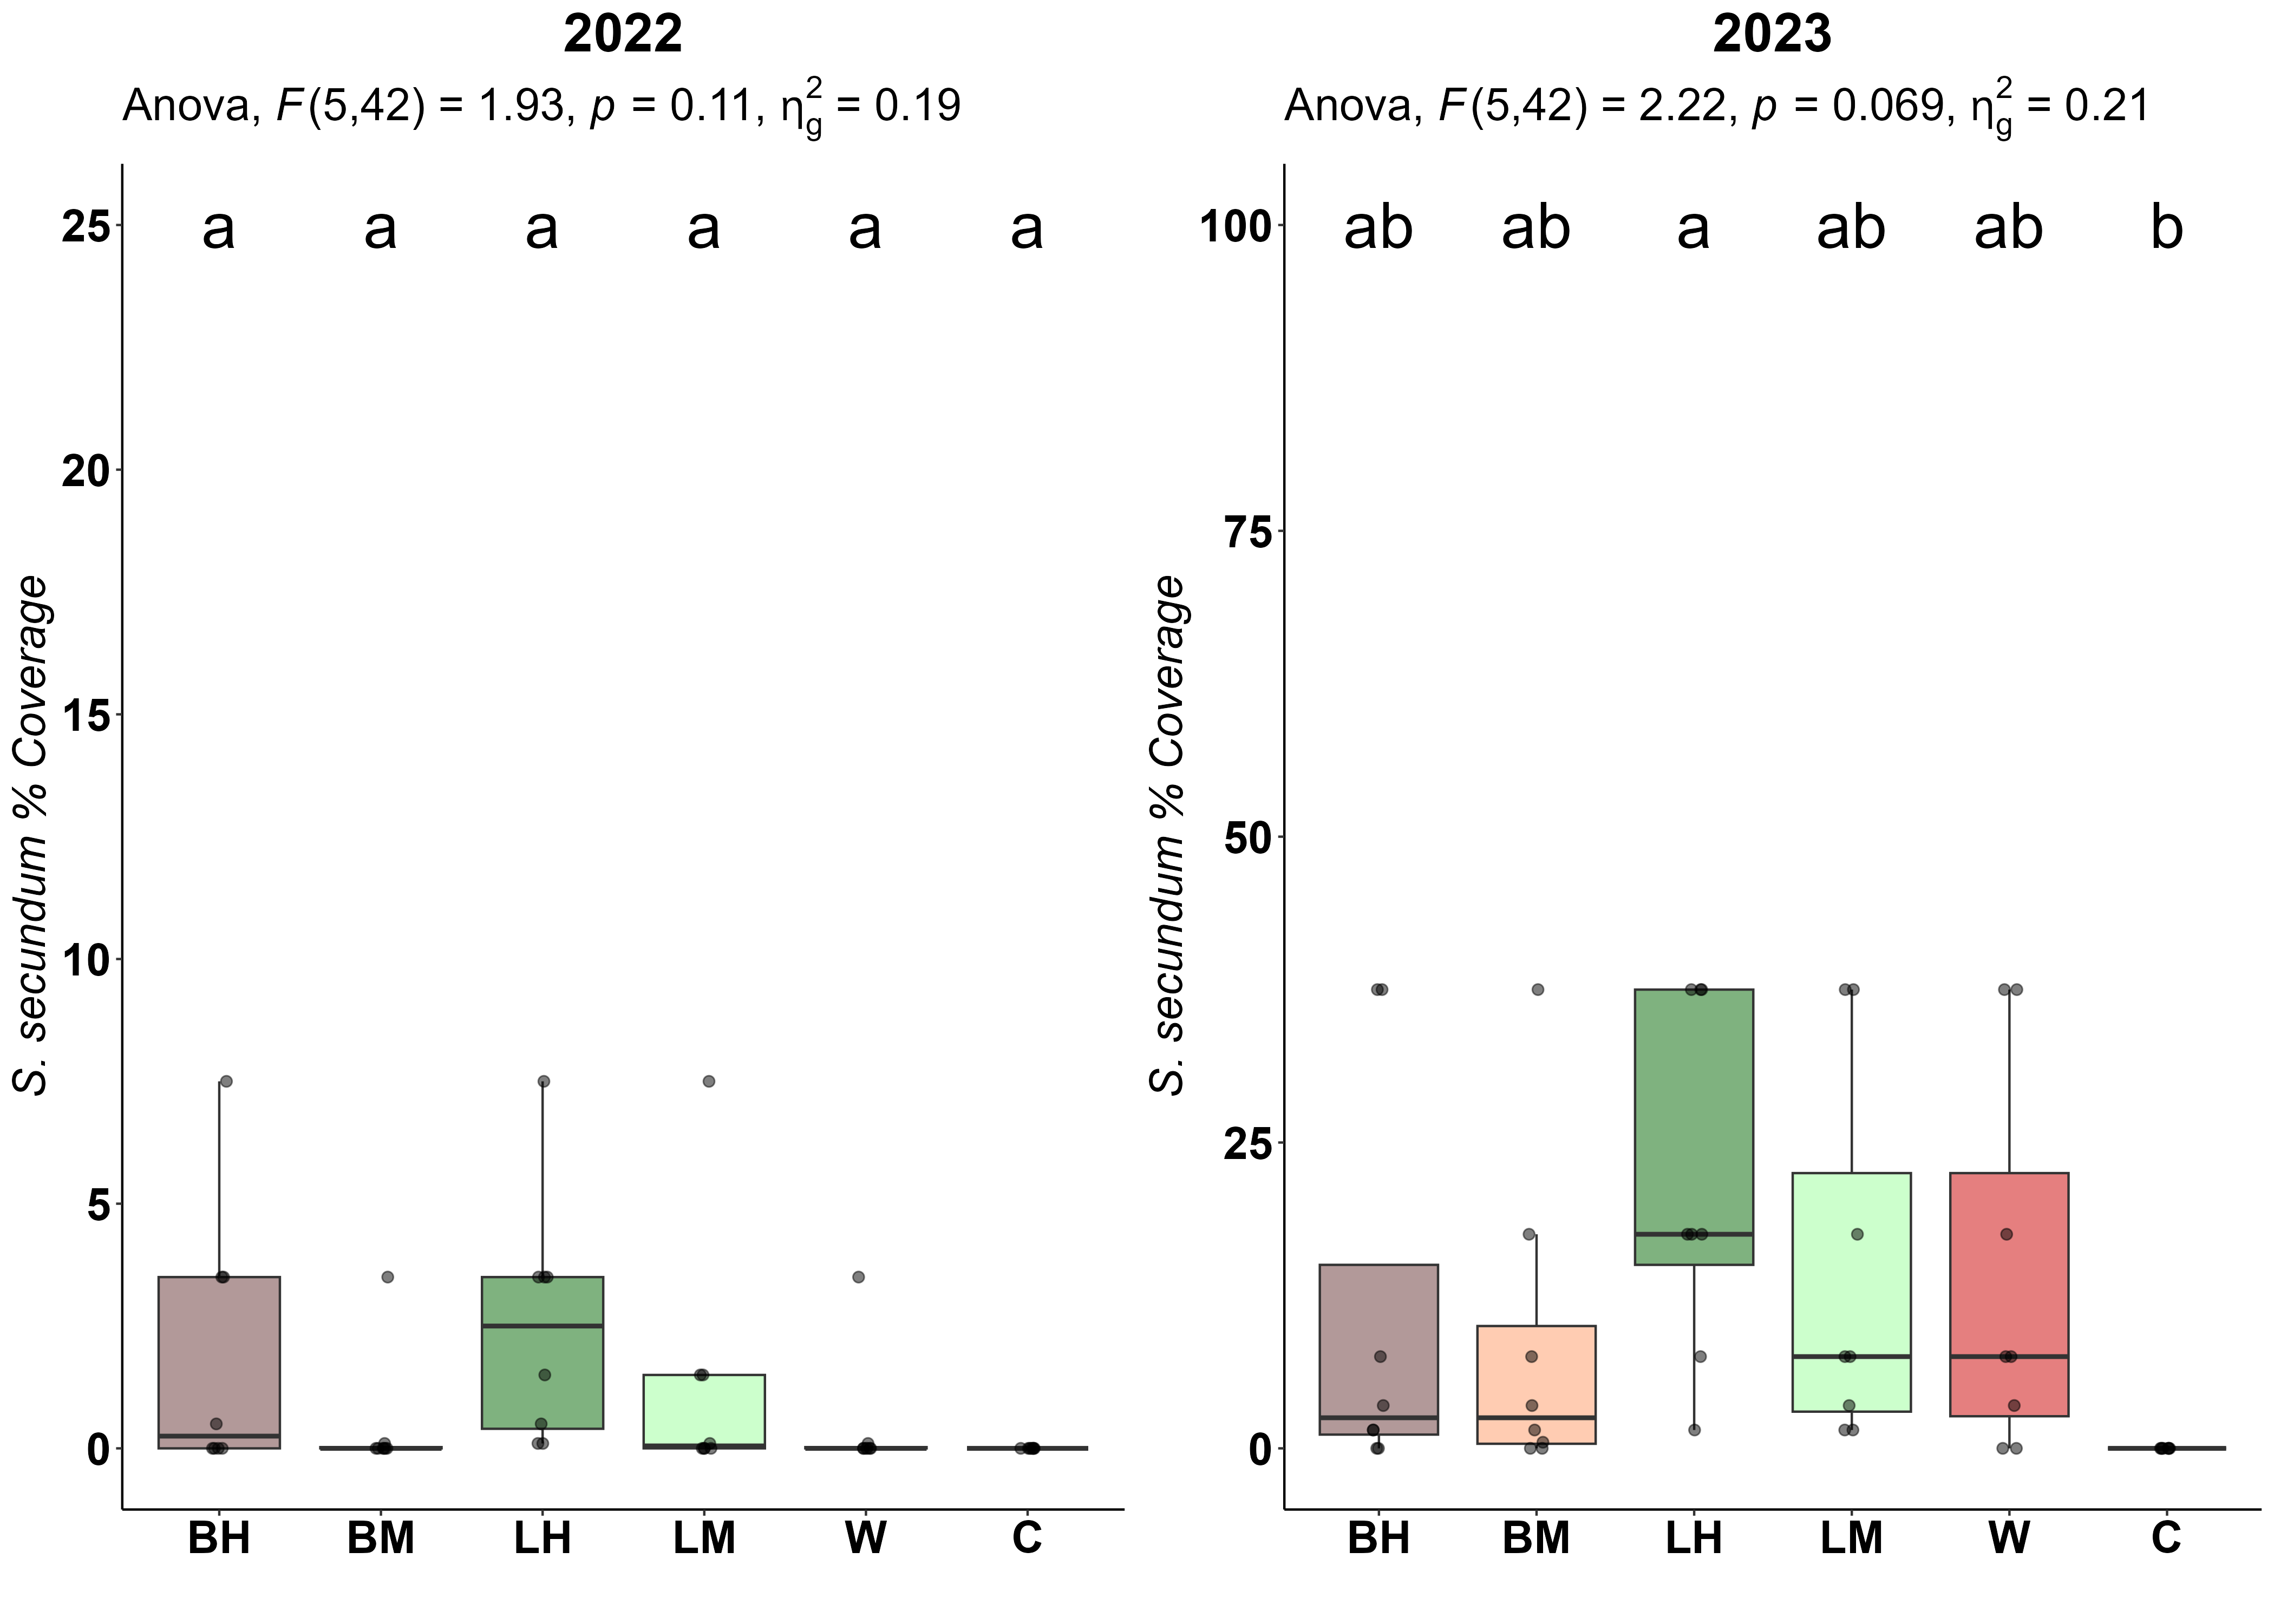 2022
Anova, F(5,42) = 1.93, p = 0.11, η²g = 0.19
a a a a a a
25
20
15
10
5
0
S. secundum % Coverage
BH BM LH LM W C
2023
Anova, F(5,42) = 2.22, p = 0.069, η²g = 0.21
ab ab a ab ab b
100
75
50
25
0
S. secundum % Coverage
BH BM LH LM W C